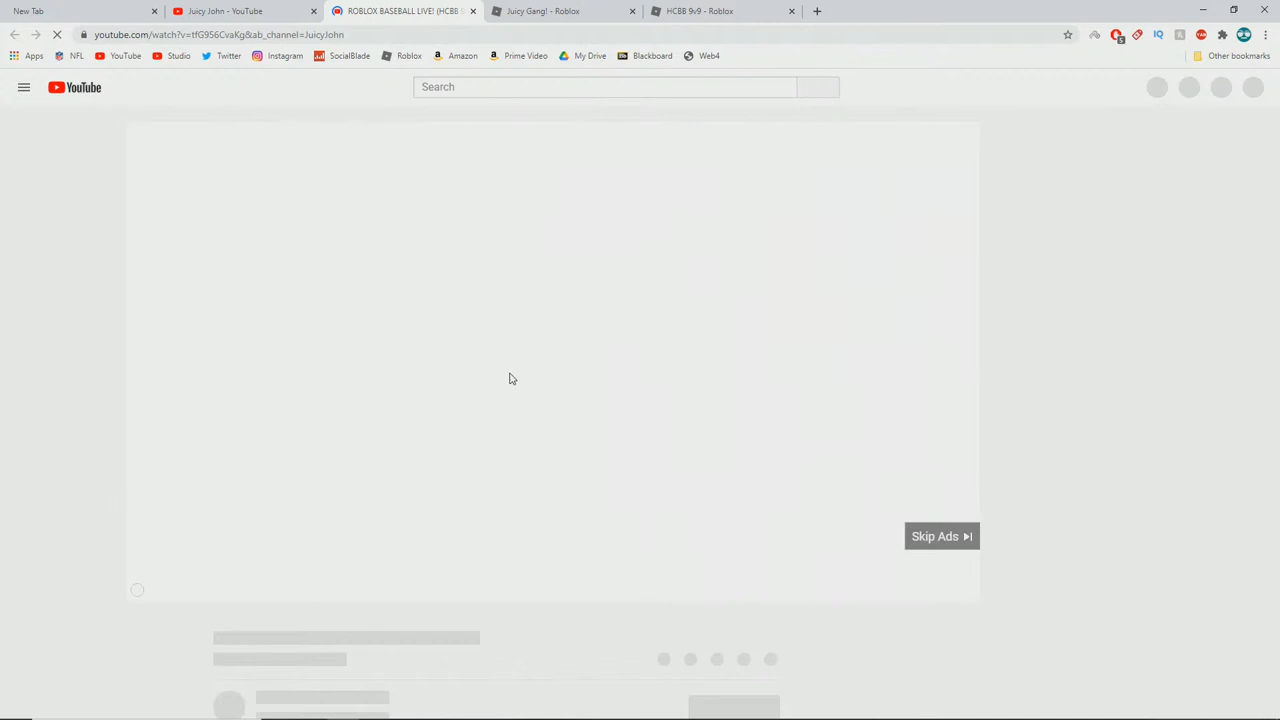 New Tab
Juicy John - YouTube
ROBLOX BASEBALL LIVE! (HCBB 9
Juicy Gang! - Roblox
HCBB 9v9 - Roblox
youtube.com/watch?v=tfG956CvaKg&ab_channel=JuicyJohn
Apps
NFL
YouTube
Studio
Twitter
Instagram
SocialBlade
Roblox
Amazon
Prime Video
My Drive
Blackboard
Web4
Other bookmarks
YouTube
Search
Skip Ads